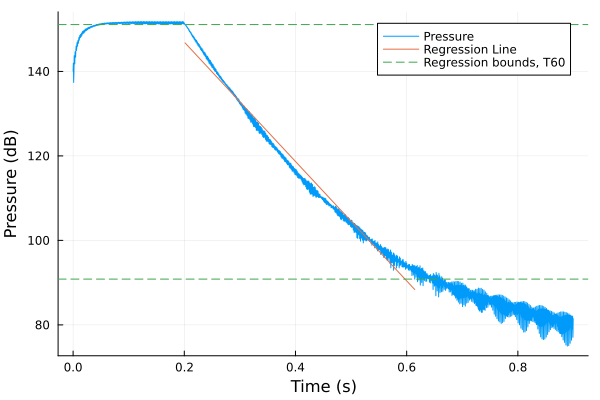 Pressure
Regression Line
Regression bounds, T60
Pressure (dB)
140
120
100
80
0.0 0.2 0.4 0.6 0.8
Time (s)